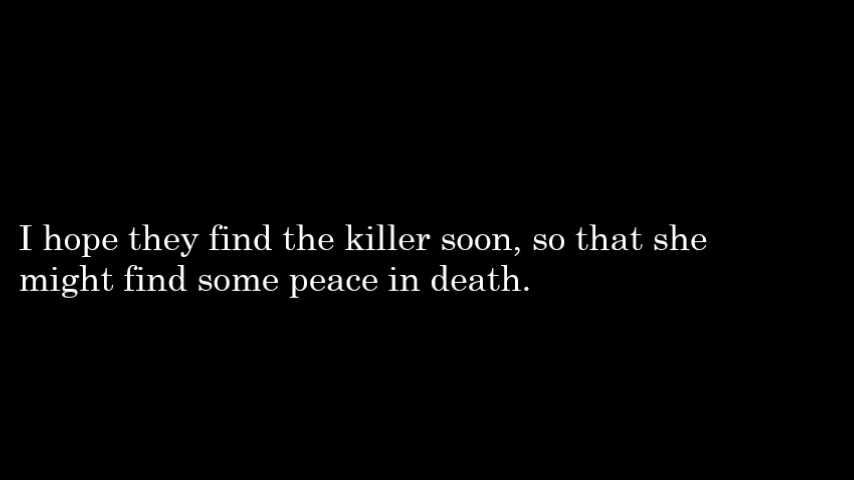 I hope they find the killer soon, so that she
might find some peace in death.